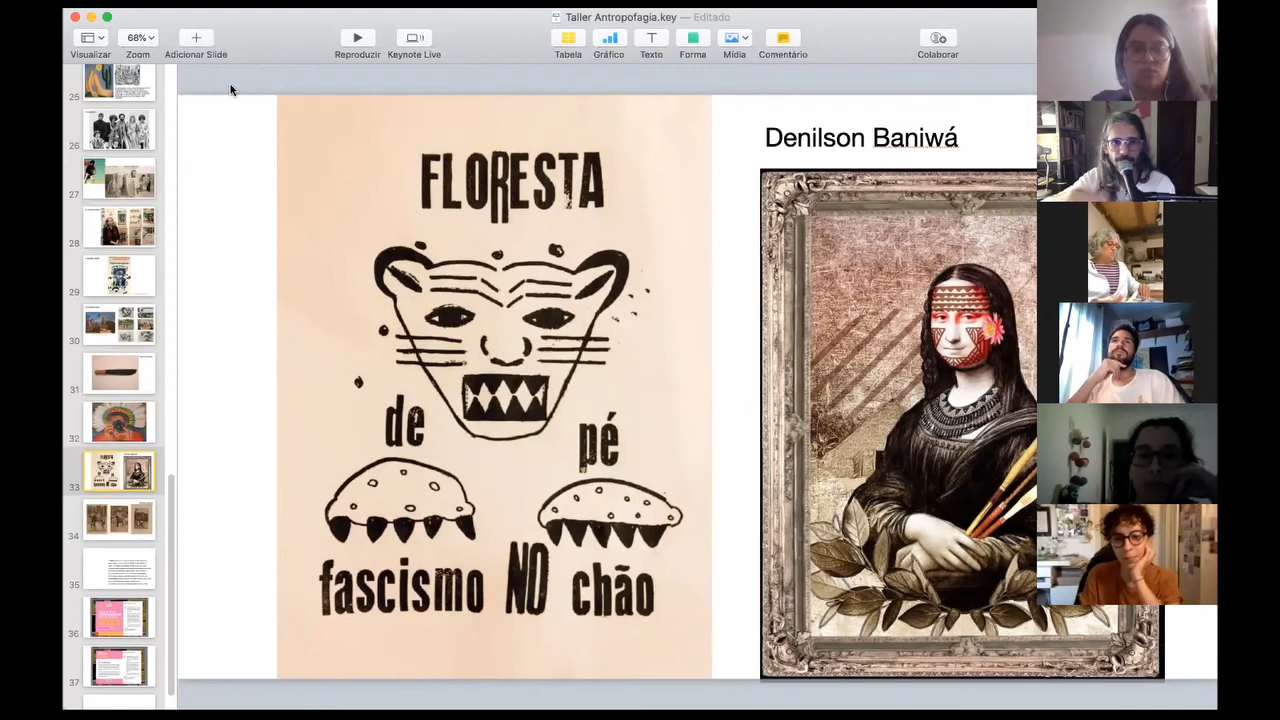 Taller Antropofagia.key — Editado
68%
Visualizar
Zoom
Adicionar Slide
Reproduzir
Keynote Live
Tabela
Gráfico
Texto
Forma
Mídia
Comentário
Colaborar
25
26
27
28
29
30
31
32
33
34
35
36
37
FLORESTA
de pé
fascismo NO chão
Denilson Baniwá